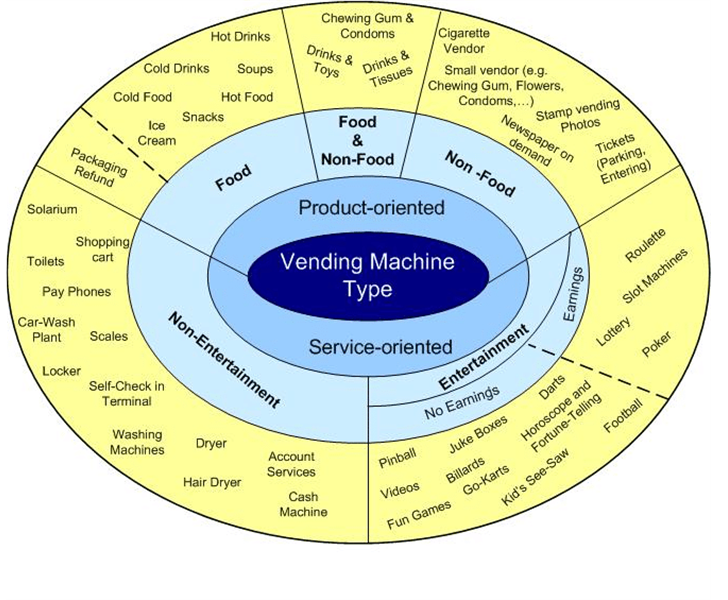 Vending Machine
Type
Product-oriented
Service-oriented
Food
Food
&
Non-Food
Non -Food
Non-Entertainment
Entertainment
Earnings
No Earnings
Hot Drinks
Cold Drinks
Soups
Cold Food
Hot Food
Ice
Cream
Snacks
Packaging
Refund
Chewing Gum &
Condoms
Drinks &
Toys
Drinks &
Tissues
Cigarette
Vendor
Small vendor (e.g.
Chewing Gum, Flowers,
Condoms,…)
Stamp vending
Photos
Newspaper on
demand
Tickets
(Parking,
Entering)
Roulette
Slot Machines
Lottery
Poker
Darts
Horoscope and
Fortune-Telling
Football
Juke Boxes
Pinball
Billards
Videos
Go-Karts
Kid's See-Saw
Fun Games
Solarium
Shopping
cart
Toilets
Pay Phones
Car-Wash
Plant
Scales
Locker
Self-Check in
Terminal
Washing
Machines
Dryer
Account
Services
Hair Dryer
Cash
Machine